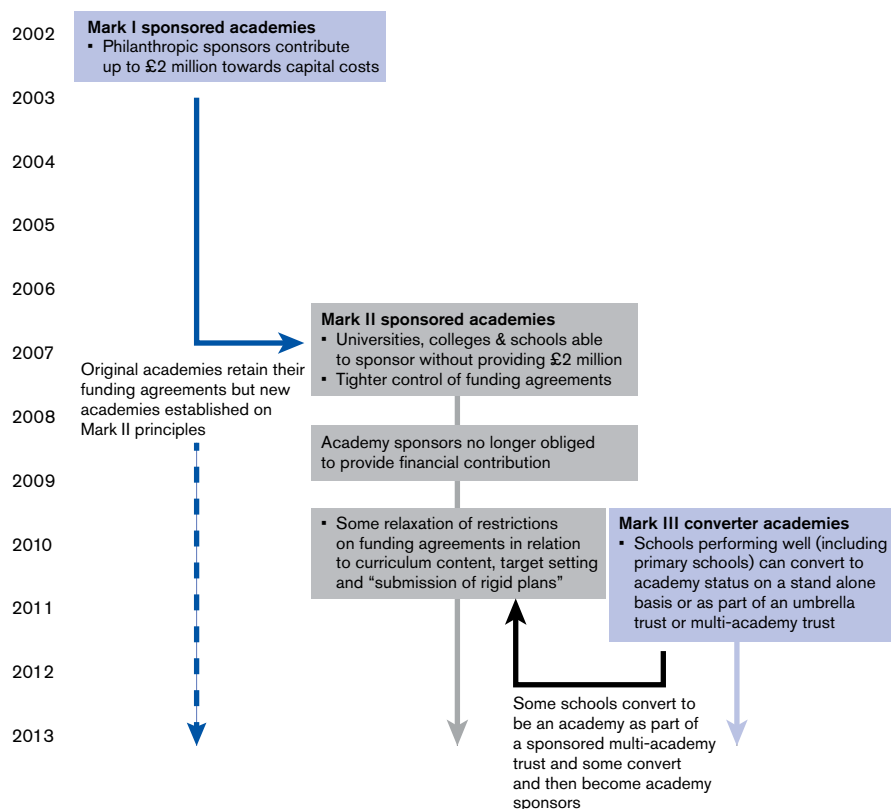 2002
Mark I sponsored academies
▪ Philanthropic sponsors contribute
up to £2 million towards capital costs
2003
2004
2005
2006
Mark II sponsored academies
▪ Universities, colleges & schools able
to sponsor without providing £2 million
▪ Tighter control of funding agreements
2007
Original academies retain their
funding agreements but new
academies established on
Mark II principles
2008
Academy sponsors no longer obliged
to provide financial contribution
2009
▪ Some relaxation of restrictions
on funding agreements in relation
to curriculum content, target setting
and “submission of rigid plans”
Mark III converter academies
▪ Schools performing well (including
primary schools) can convert to
academy status on a stand alone
basis or as part of an umbrella
trust or multi-academy trust
2010
2011
2012
Some schools convert to
be an academy as part of
a sponsored multi-academy
trust and some convert
and then become academy
sponsors
2013